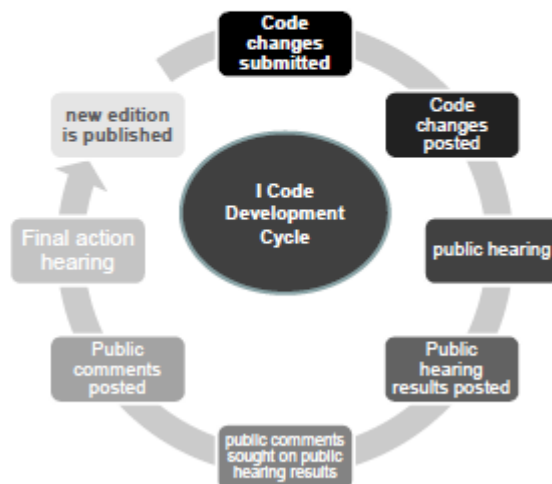 Code
changes
submitted
Code
changes
posted
public hearing
Public
hearing
results posted
public comments
sought on public
hearing results
Public
comments
posted
Final action
hearing
new edition
is published
I Code
Development
Cycle